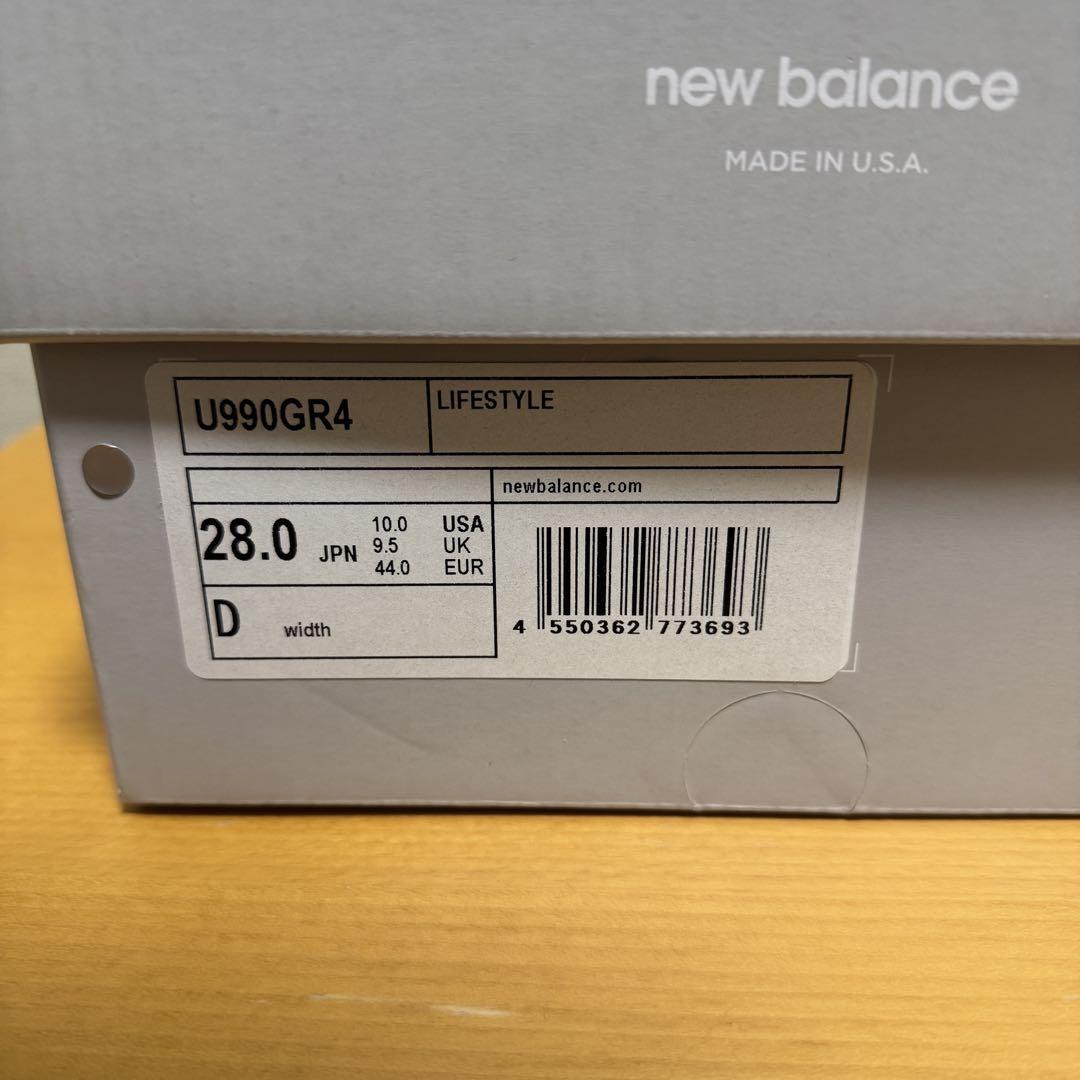 new balance
MADE IN U.S.A.
U990GR4
LIFESTYLE
newbalance.com
28.0 JPN
10.0 USA
9.5 UK
44.0 EUR
D width
4 550362 773693